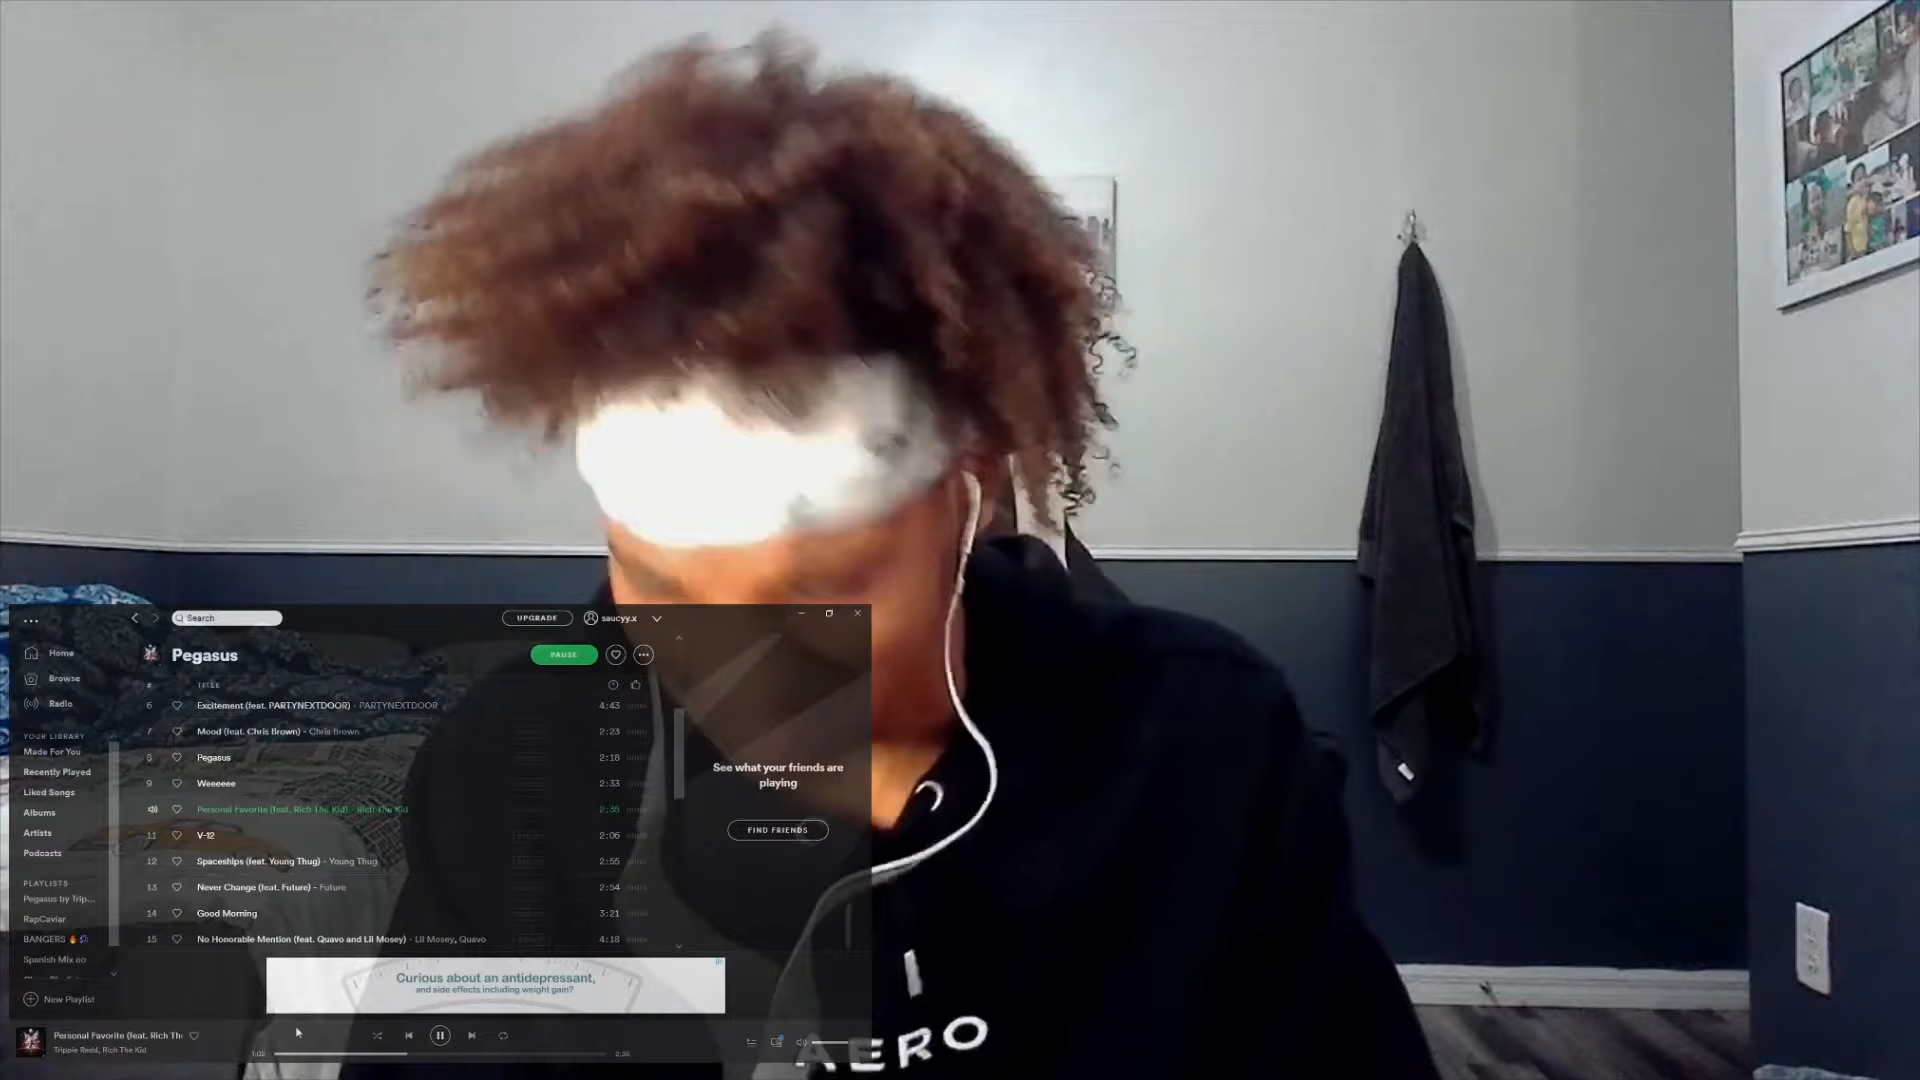 Search
UPGRADE
saucyy.x
Home
Browse
Radio
YOUR LIBRARY
Made For You
Recently Played
Liked Songs
Albums
Artists
Podcasts
PLAYLISTS
Pegasus by Trip...
RapCaviar
BANGERS 🔥
Spanish Mix oo
New Playlist
Pegasus
PAUSE
# TITLE
6 Excitement (feat. PARTYNEXTDOOR) - PARTYNEXTDOOR 4:43
7 Mood (feat. Chris Brown) - Chris Brown 2:23
8 Pegasus 2:18
9 Weeeeee 2:33
Personal Favorite (feat. Rich The Kid) - Rich The Kid 2:35
11 V-12 2:06
12 Spaceships (feat. Young Thug) - Young Thug 2:55
13 Never Change (feat. Future) - Future 2:54
14 Good Morning 3:21
15 No Honorable Mention (feat. Quavo and Lil Mosey) - Lil Mosey, Quavo 4:18
See what your friends are
playing
FIND FRIENDS
Curious about an antidepressant,
and side effects including weight gain?
Personal Favorite (feat. Rich Th
Trippie Redd, Rich The Kid
1:02
2:35
AERO